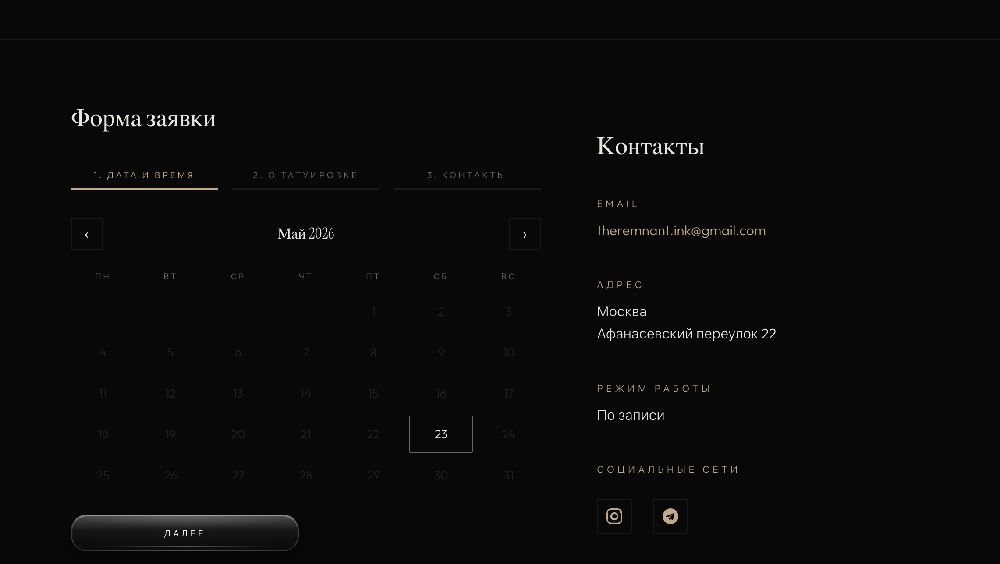 Форма заявки
1. ДАТА И ВРЕМЯ
2. О ТАТУИРОВКЕ
3. КОНТАКТЫ
‹ Май 2026 ›
ПН ВТ СР ЧТ ПТ СБ ВС
1 2 3
4 5 6 7 8 9 10
11 12 13 14 15 16 17
18 19 20 21 22 23 24
25 26 27 28 29 30 31
ДАЛЕЕ
Контакты
EMAIL
theremnant.ink@gmail.com
АДРЕС
Москва
Афанасевский переулок 22
РЕЖИМ РАБОТЫ
По записи
СОЦИАЛЬНЫЕ СЕТИ